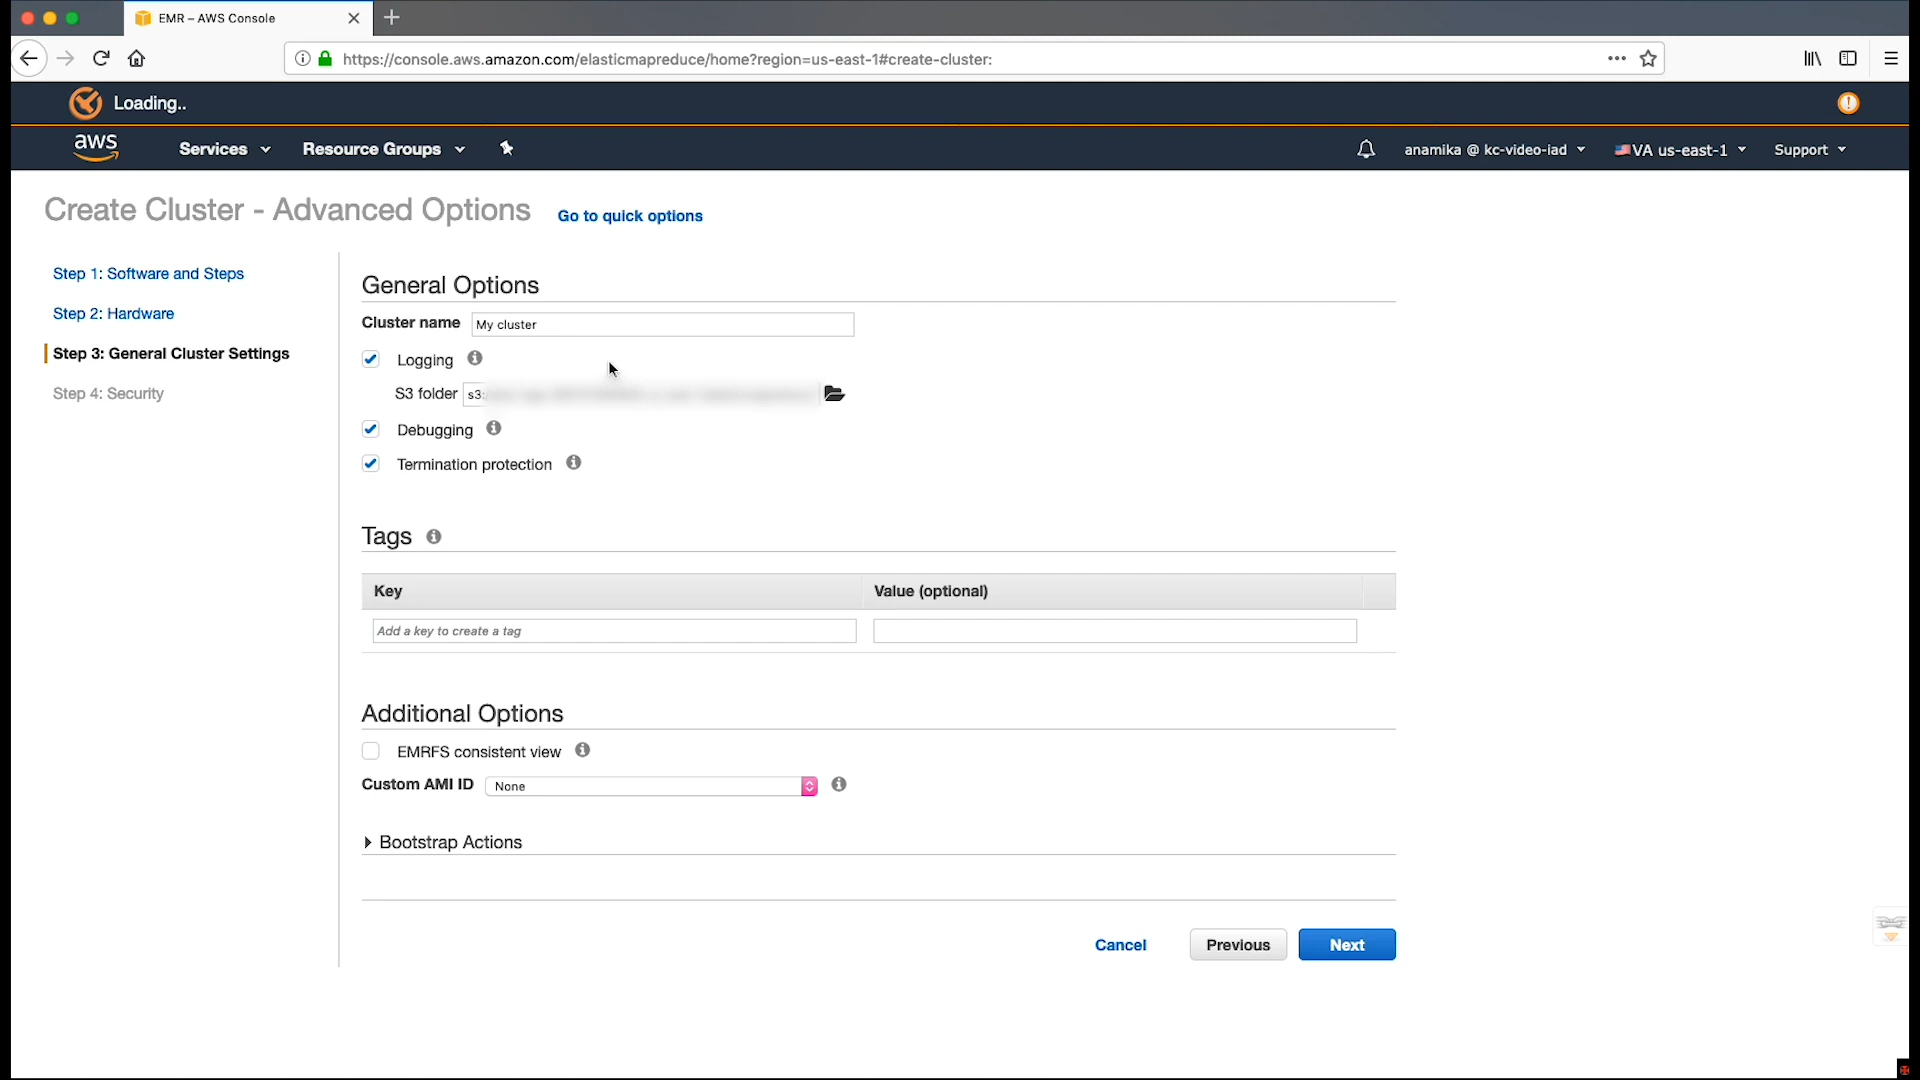 EMR – AWS Console
https://console.aws.amazon.com/elasticmapreduce/home?region=us-east-1#create-cluster:
Loading..
aws
Services
Resource Groups
anamika @ kc-video-iad
VA us-east-1
Support
Create Cluster - Advanced Options
Go to quick options
Step 1: Software and Steps
Step 2: Hardware
Step 3: General Cluster Settings
Step 4: Security
General Options
Cluster name
My cluster
Logging
S3 folder
s3:
Debugging
Termination protection
Tags
Key
Value (optional)
Add a key to create a tag
Additional Options
EMRFS consistent view
Custom AMI ID
None
Bootstrap Actions
Cancel
Previous
Next